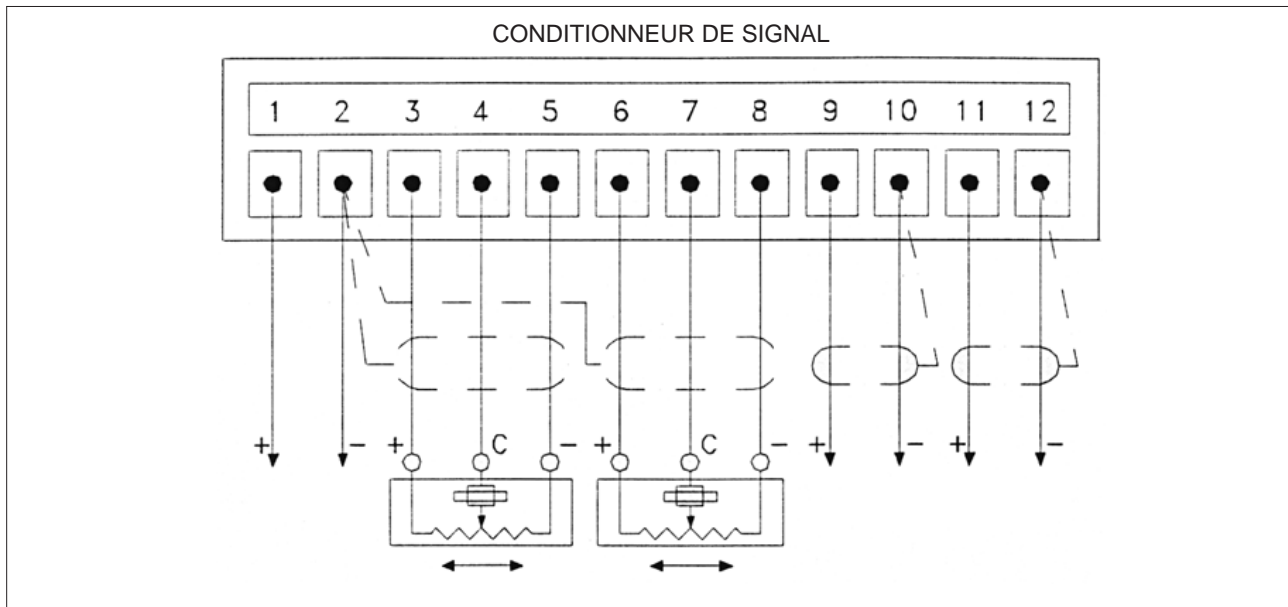 CONDITIONNEUR DE SIGNAL
1 2 3 4 5 6 7 8 9 10 11 12
+ - + C - + C - + - + -